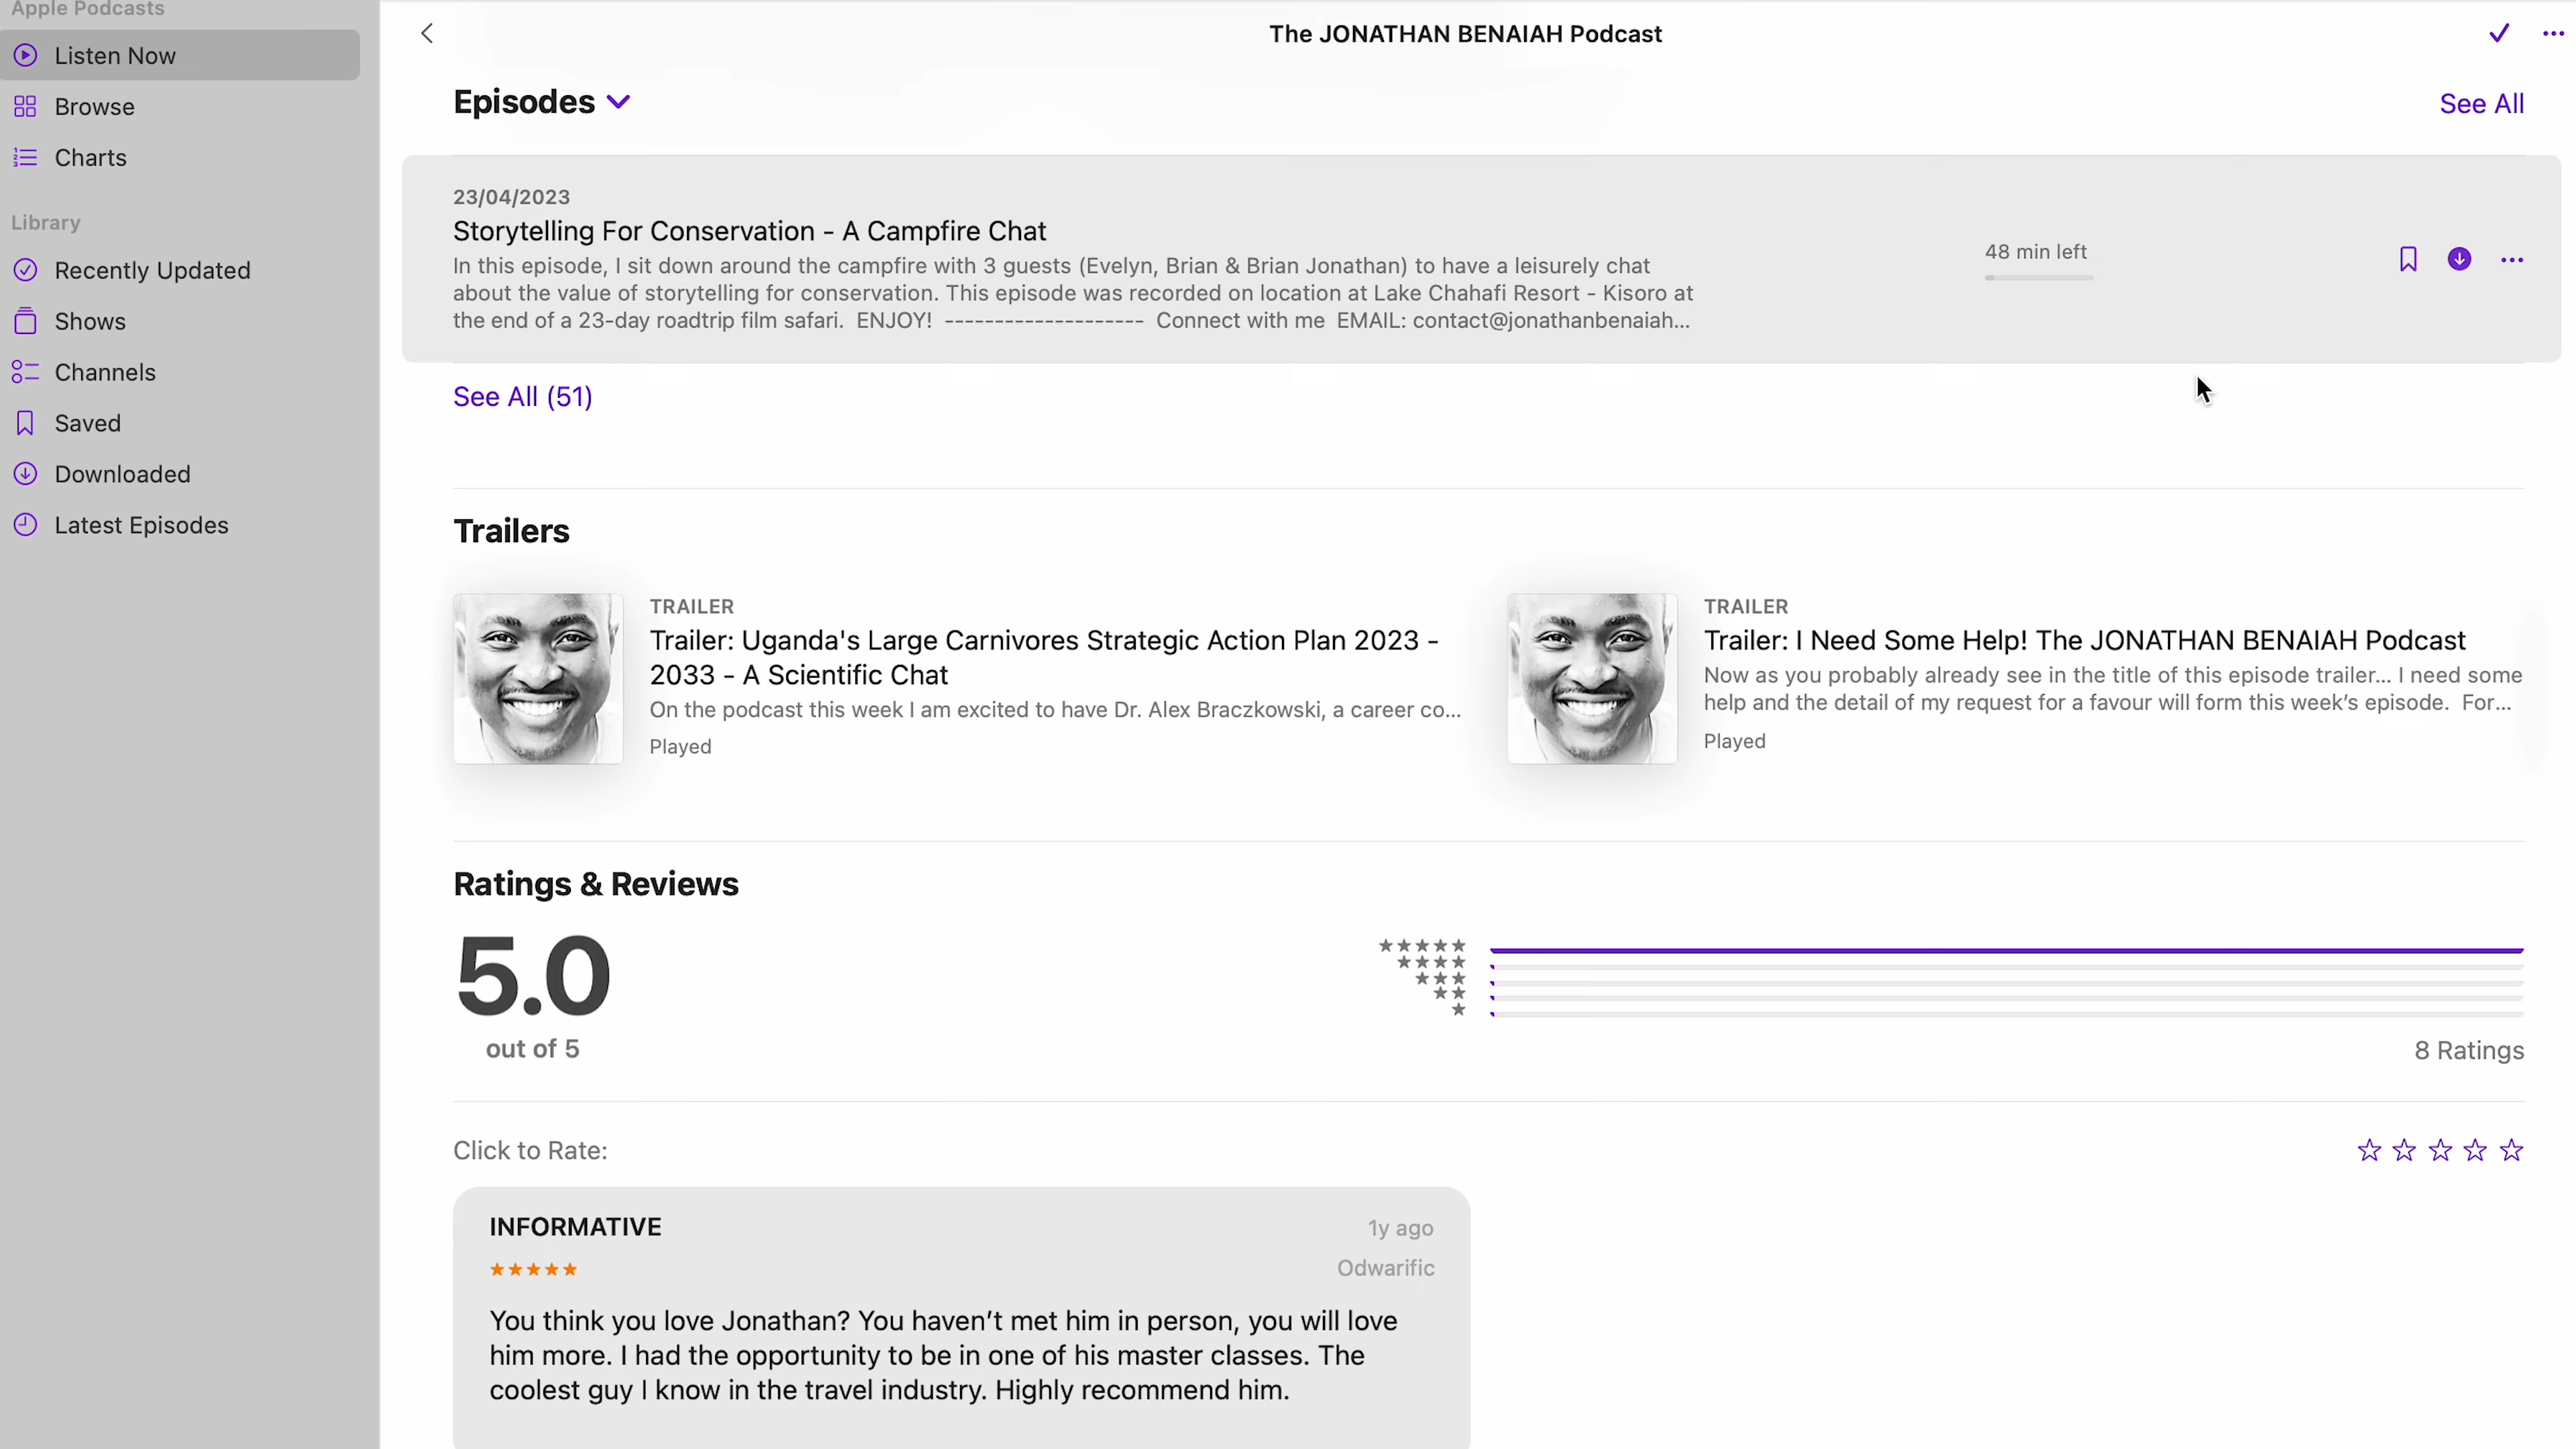 Apple Podcasts
Listen Now
Browse
Charts
Library
Recently Updated
Shows
Channels
Saved
Downloaded
Latest Episodes
The JONATHAN BENAIAH Podcast
Episodes
See All
23/04/2023
Storytelling For Conservation - A Campfire Chat
In this episode, I sit down around the campfire with 3 guests (Evelyn, Brian & Brian Jonathan) to have a leisurely chat
about the value of storytelling for conservation. This episode was recorded on location at Lake Chahafi Resort - Kisoro at
the end of a 23-day roadtrip film safari. ENJOY! -------------------- Connect with me EMAIL: contact@jonathanbenaiah...
48 min left
See All (51)
Trailers
TRAILER
Trailer: Uganda's Large Carnivores Strategic Action Plan 2023 -
2033 - A Scientific Chat
On the podcast this week I am excited to have Dr. Alex Braczkowski, a career co...
Played
TRAILER
Trailer: I Need Some Help! The JONATHAN BENAIAH Podcast
Now as you probably already see in the title of this episode trailer... I need some
help and the detail of my request for a favour will form this week's episode. For...
Played
Ratings & Reviews
5.0
out of 5
8 Ratings
Click to Rate:
INFORMATIVE
1y ago
Odwarific
You think you love Jonathan? You haven't met him in person, you will love
him more. I had the opportunity to be in one of his master classes. The
coolest guy I know in the travel industry. Highly recommend him.